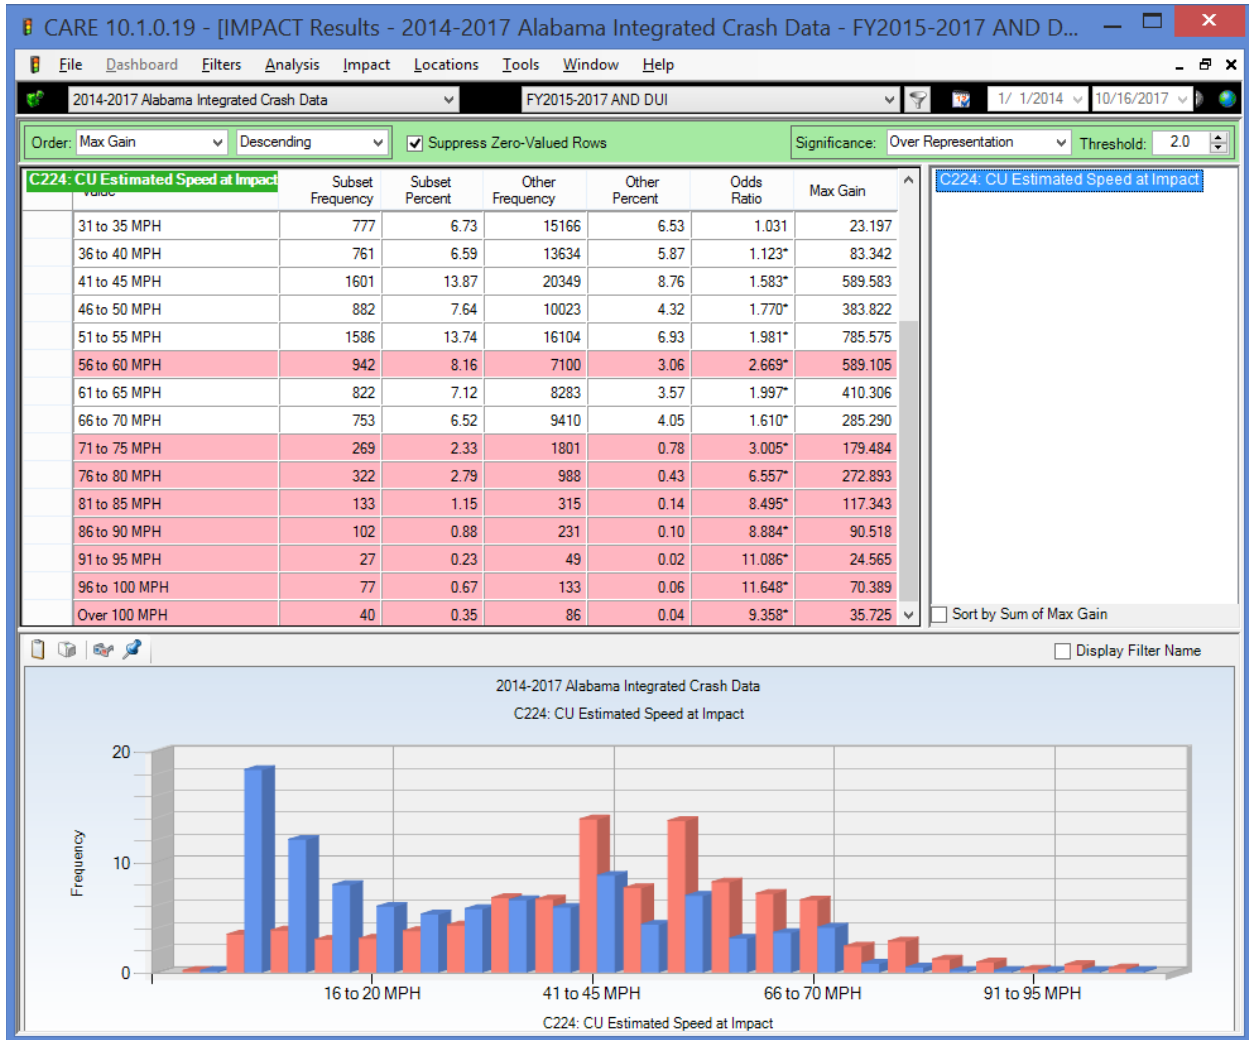 CARE 10.1.0.19 - [IMPACT Results - 2014-2017 Alabama Integrated Crash Data - FY2015-2017 AND D...
File Dashboard Filters Analysis Impact Locations Tools Window Help
2014-2017 Alabama Integrated Crash Data FY2015-2017 AND DUI 1/ 1/2014 10/16/2017
Order: Max Gain Descending Suppress Zero-Valued Rows Significance: Over Representation Threshold: 2.0
C224: CU Estimated Speed at Impact Subset Frequency Subset Percent Other Frequency Other Percent Odds Ratio Max Gain C224: CU Estimated Speed at Impact
31 to 35 MPH 777 6.73 15166 6.53 1.031 23.197
36 to 40 MPH 761 6.59 13634 5.87 1.123* 83.342
41 to 45 MPH 1601 13.87 20349 8.76 1.583* 589.583
46 to 50 MPH 882 7.64 10023 4.32 1.770* 383.822
51 to 55 MPH 1586 13.74 16104 6.93 1.981* 785.575
56 to 60 MPH 942 8.16 7100 3.06 2.669* 589.105
61 to 65 MPH 822 7.12 8283 3.57 1.997* 410.306
66 to 70 MPH 753 6.52 9410 4.05 1.610* 285.290
71 to 75 MPH 269 2.33 1801 0.78 3.005* 179.484
76 to 80 MPH 322 2.79 988 0.43 6.557* 272.893
81 to 85 MPH 133 1.15 315 0.14 8.495* 117.343
86 to 90 MPH 102 0.88 231 0.10 8.884* 90.518
91 to 95 MPH 27 0.23 49 0.02 11.086* 24.565
96 to 100 MPH 77 0.67 133 0.06 11.648* 70.389
Over 100 MPH 40 0.35 86 0.04 9.358* 35.725 Sort by Sum of Max Gain
Display Filter Name
2014-2017 Alabama Integrated Crash Data
C224: CU Estimated Speed at Impact
20
10
0
Frequency
16 to 20 MPH 41 to 45 MPH 66 to 70 MPH 91 to 95 MPH
C224: CU Estimated Speed at Impact